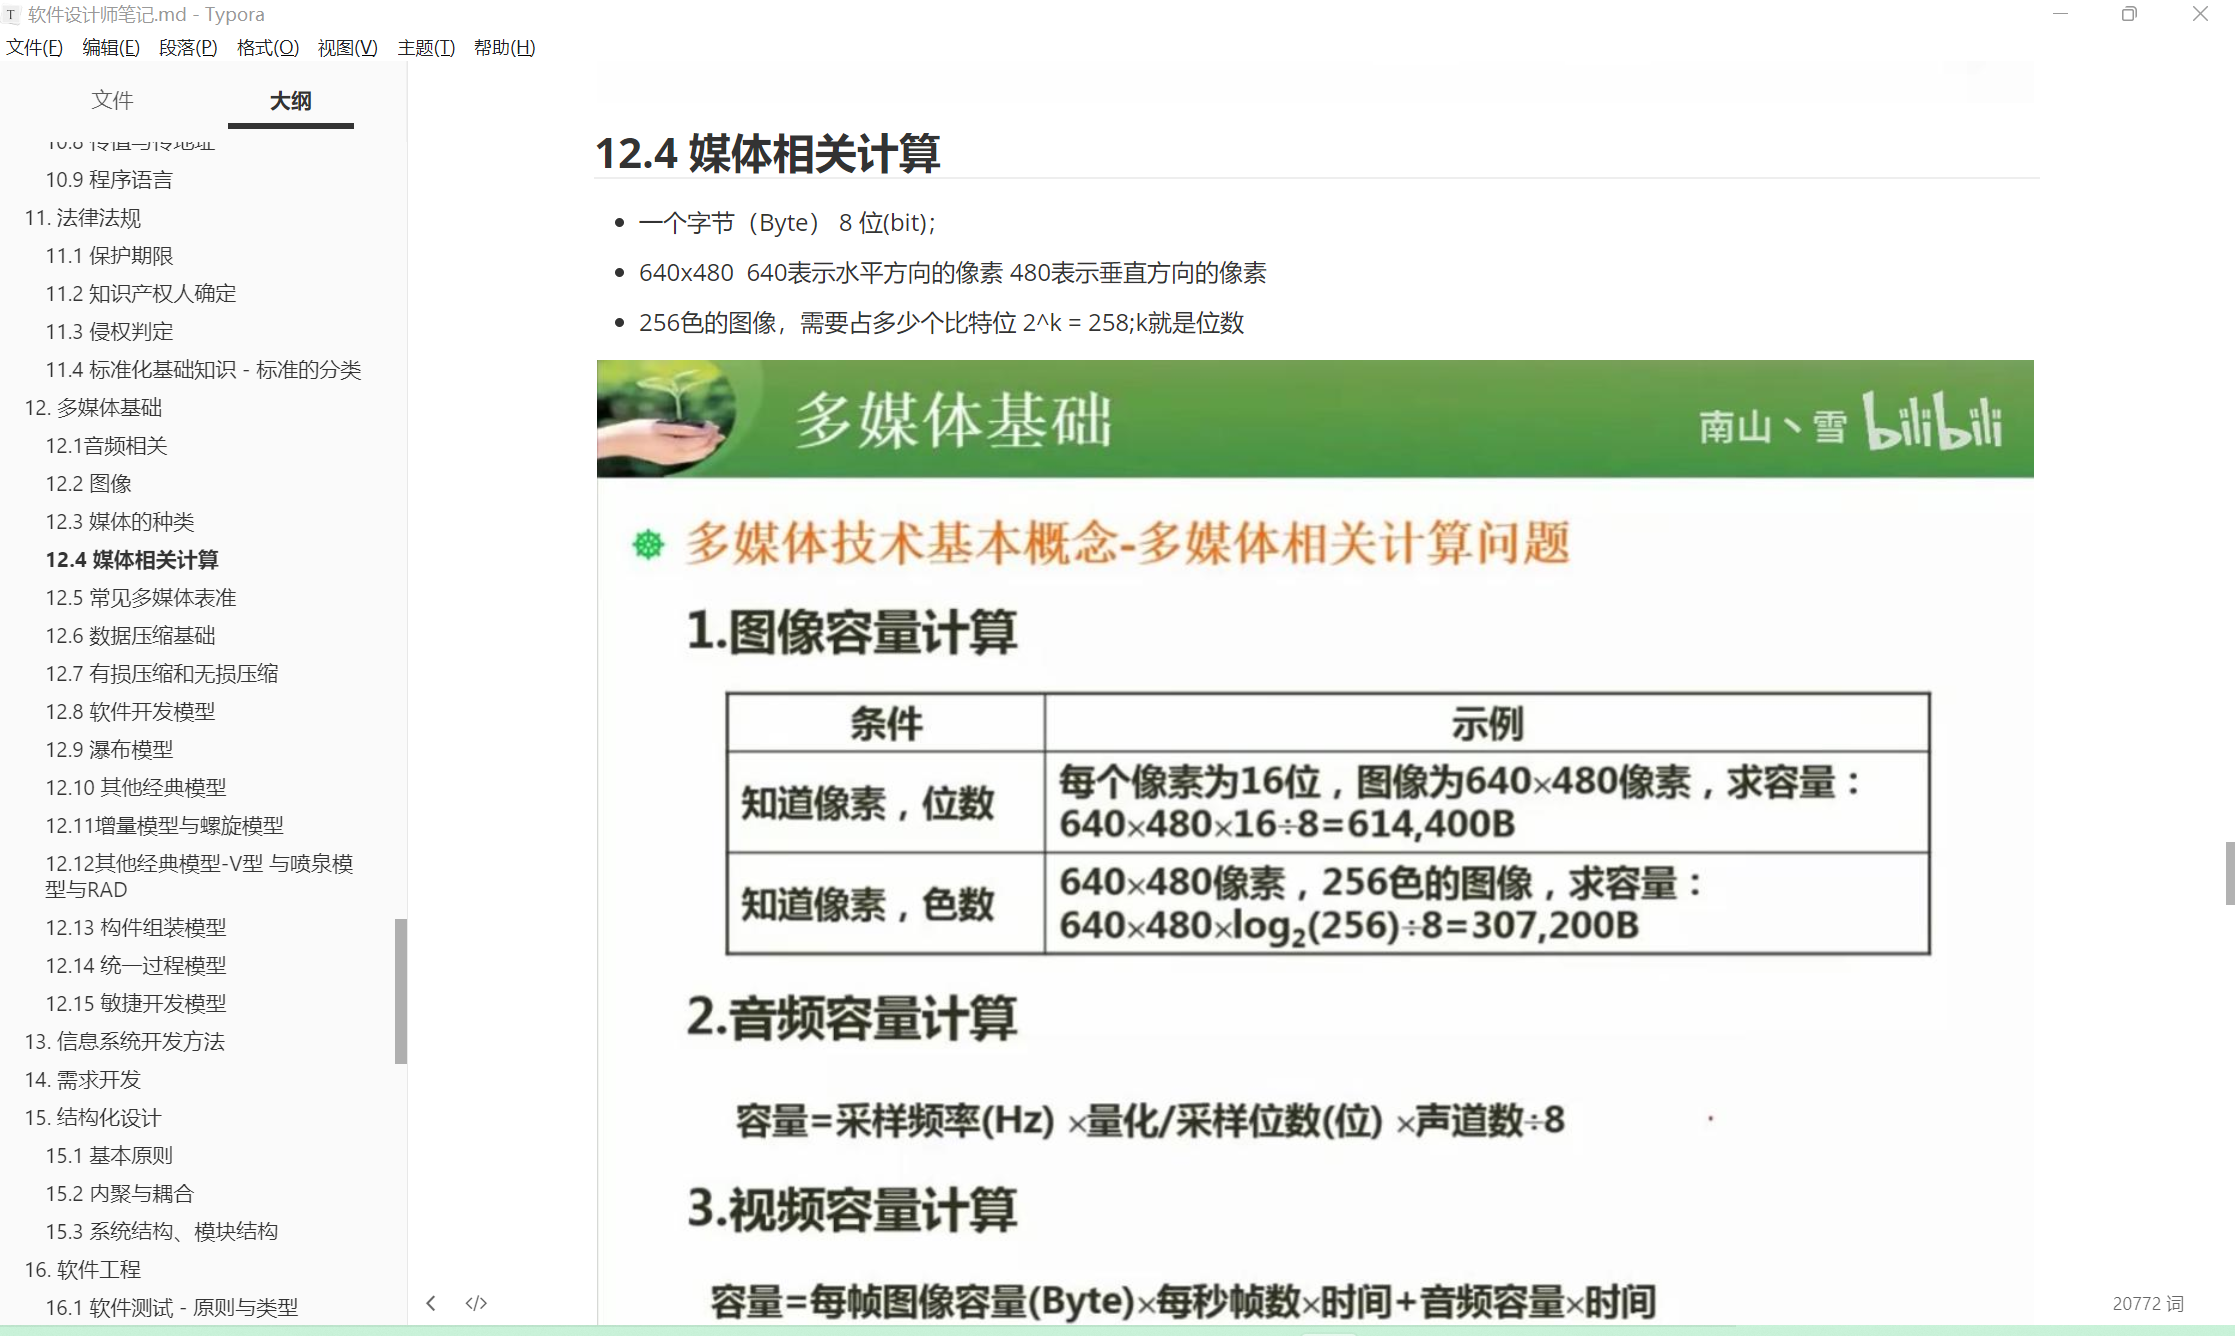 软件设计师笔记.md - Typora
文件(F) 编辑(E) 段落(P) 格式(O) 视图(V) 主题(T) 帮助(H)
文件 大纲
10.8 传值与传地址
10.9 程序语言
11. 法律法规
11.1 保护期限
11.2 知识产权人确定
11.3 侵权判定
11.4 标准化基础知识 - 标准的分类
12. 多媒体基础
12.1音频相关
12.2 图像
12.3 媒体的种类
12.4 媒体相关计算
12.5 常见多媒体表准
12.6 数据压缩基础
12.7 有损压缩和无损压缩
12.8 软件开发模型
12.9 瀑布模型
12.10 其他经典模型
12.11增量模型与螺旋模型
12.12其他经典模型-V型 与喷泉模
型与RAD
12.13 构件组装模型
12.14 统一过程模型
12.15 敏捷开发模型
13. 信息系统开发方法
14. 需求开发
15. 结构化设计
15.1 基本原则
15.2 内聚与耦合
15.3 系统结构、模块结构
16. 软件工程
16.1 软件测试 - 原则与类型
12.4 媒体相关计算
一个字节（Byte） 8 位(bit)；
640x480 640表示水平方向的像素 480表示垂直方向的像素
256色的图像，需要占多少个比特位 2^k = 258;k就是位数
多媒体基础
南山丶雪 bilibili
多媒体技术基本概念-多媒体相关计算问题
1.图像容量计算
条件 示例
知道像素，位数
每个像素为16位，图像为640×480像素，求容量：
640×480×16÷8=614,400B
知道像素，色数
640×480像素，256色的图像，求容量：
640×480×log₂(256)÷8=307,200B
2.音频容量计算
容量=采样频率(Hz) ×量化/采样位数(位) ×声道数÷8
3.视频容量计算
容量=每帧图像容量(Byte)×每秒帧数×时间+音频容量×时间
20772 词